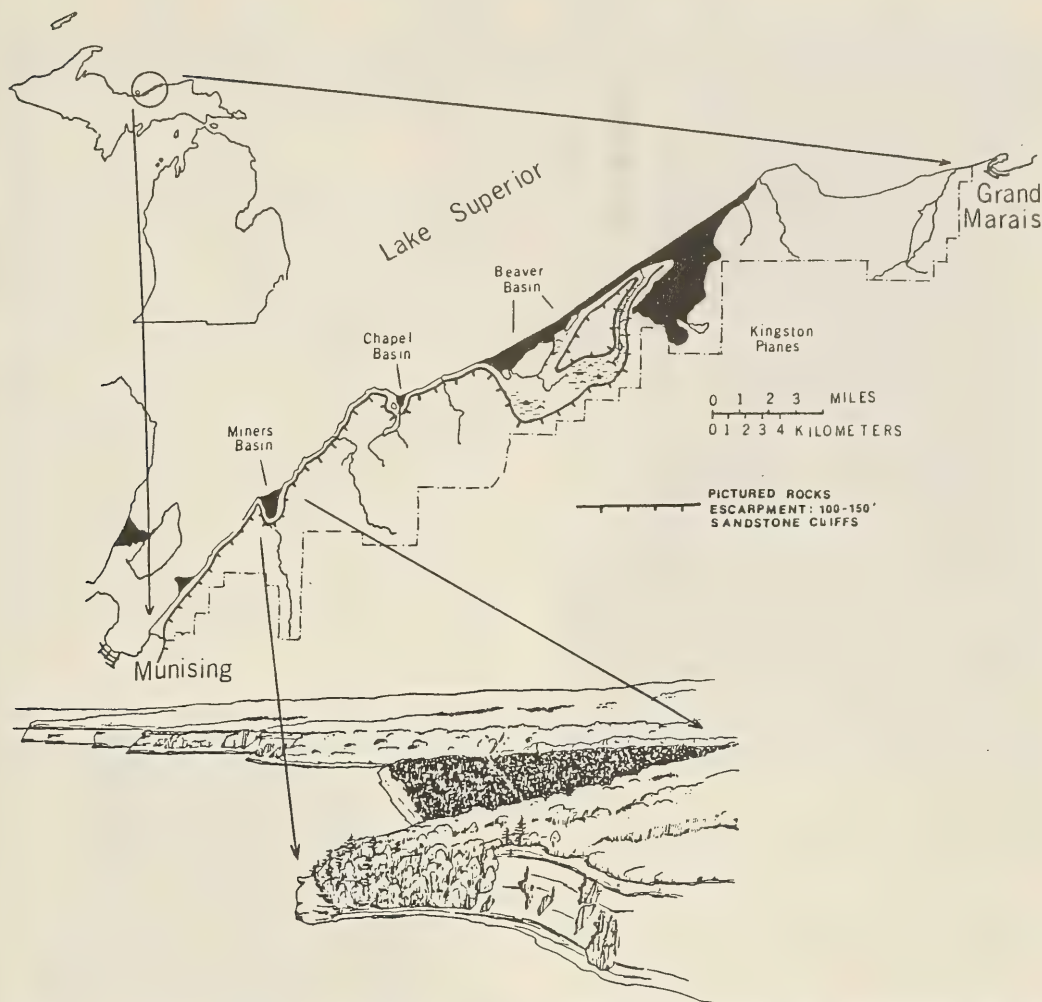 Lake Superior
Grand
Marais
Beaver
Basin
Kingston
Planes
Chapel
Basin
0 1 2 3 MILES
0 1 2 3 4 KILOMETERS
Miners
Basin
PICTURED ROCKS
ESCARPMENT: 100-150'
SANDSTONE CLIFFS
Munising